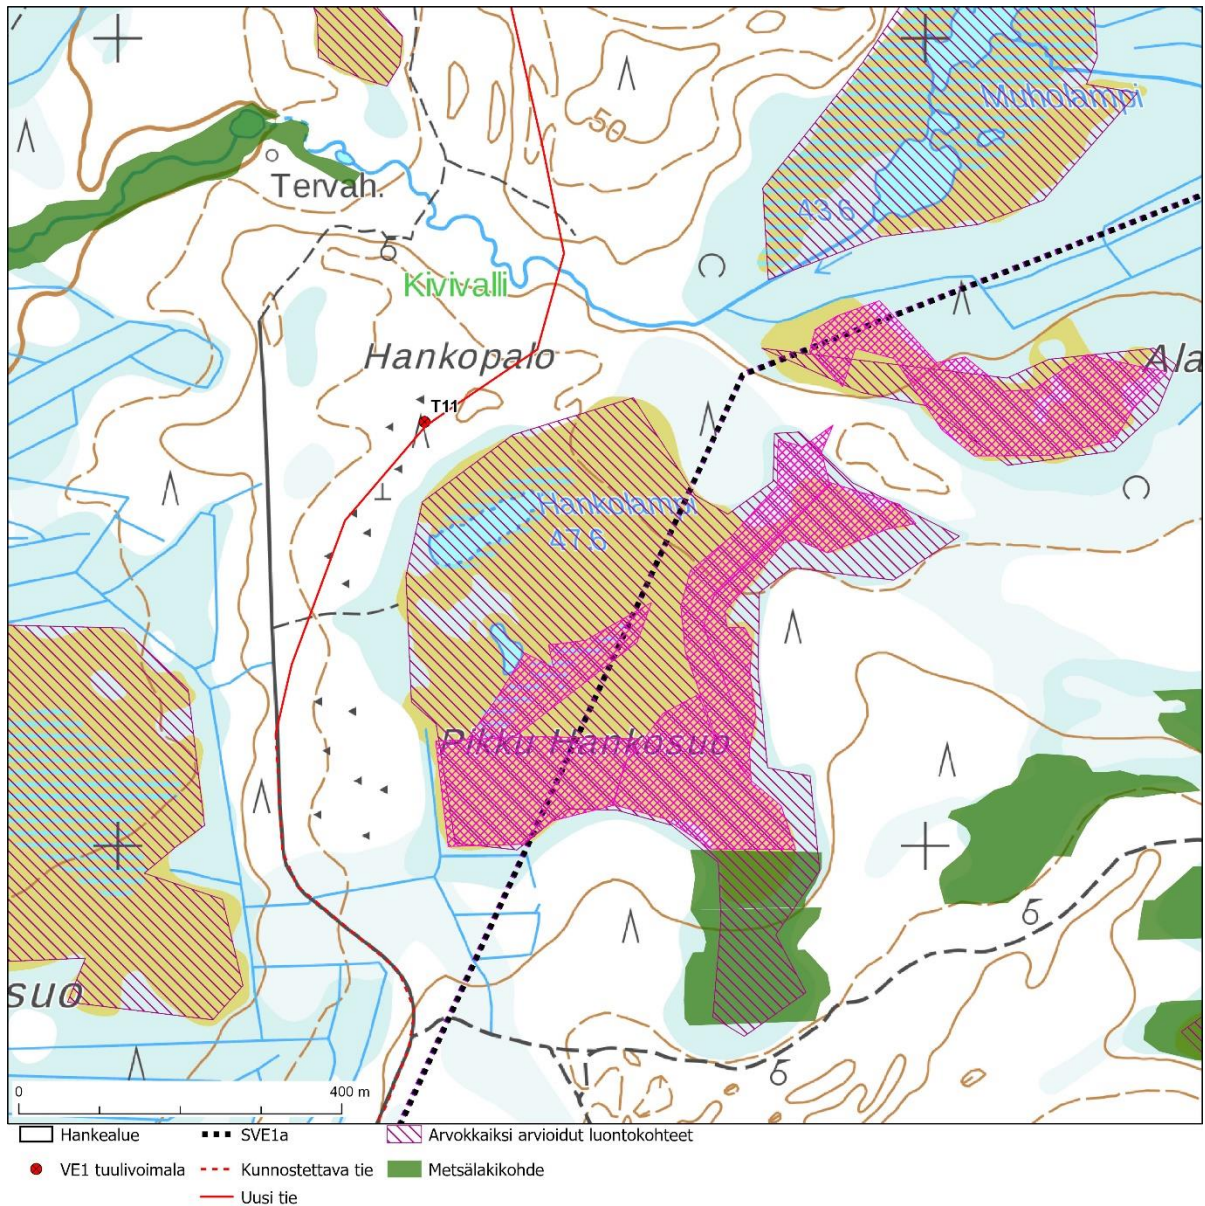 50
Muholampi
Tervah.
43.6
Kivivalli
Hankopalo
Ala
T11
Hankolampi
47.6
Pikku Hankosuo
suo
0 400 m
Hankealue SVE1a Arvokkaiksi arvioidut luontokohteet
VE1 tuulivoimala Kunnostettava tie Metsälakikohde
Uusi tie